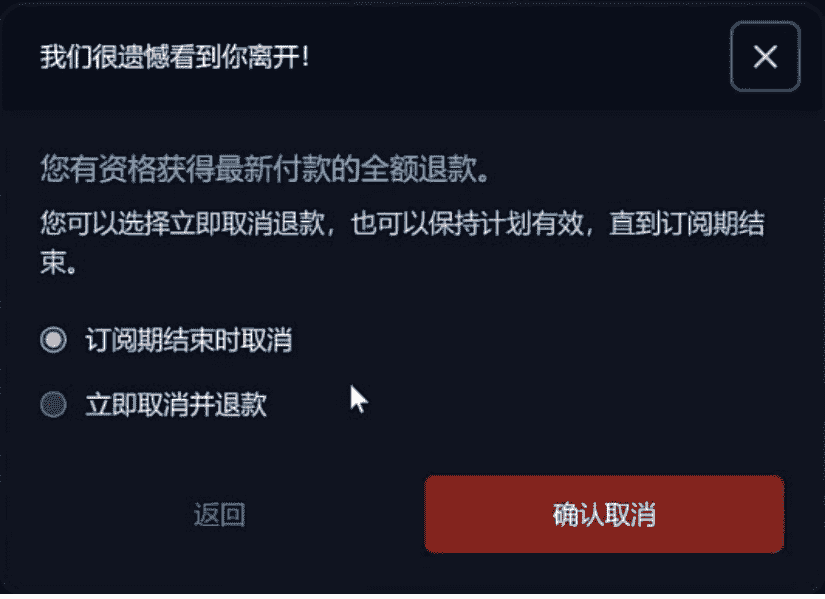 我们很遗憾看到你离开!
您有资格获得最新付款的全额退款。
您可以选择立即取消退款，也可以保持计划有效，直到订阅期结
束。
订阅期结束时取消
立即取消并退款
返回
确认取消